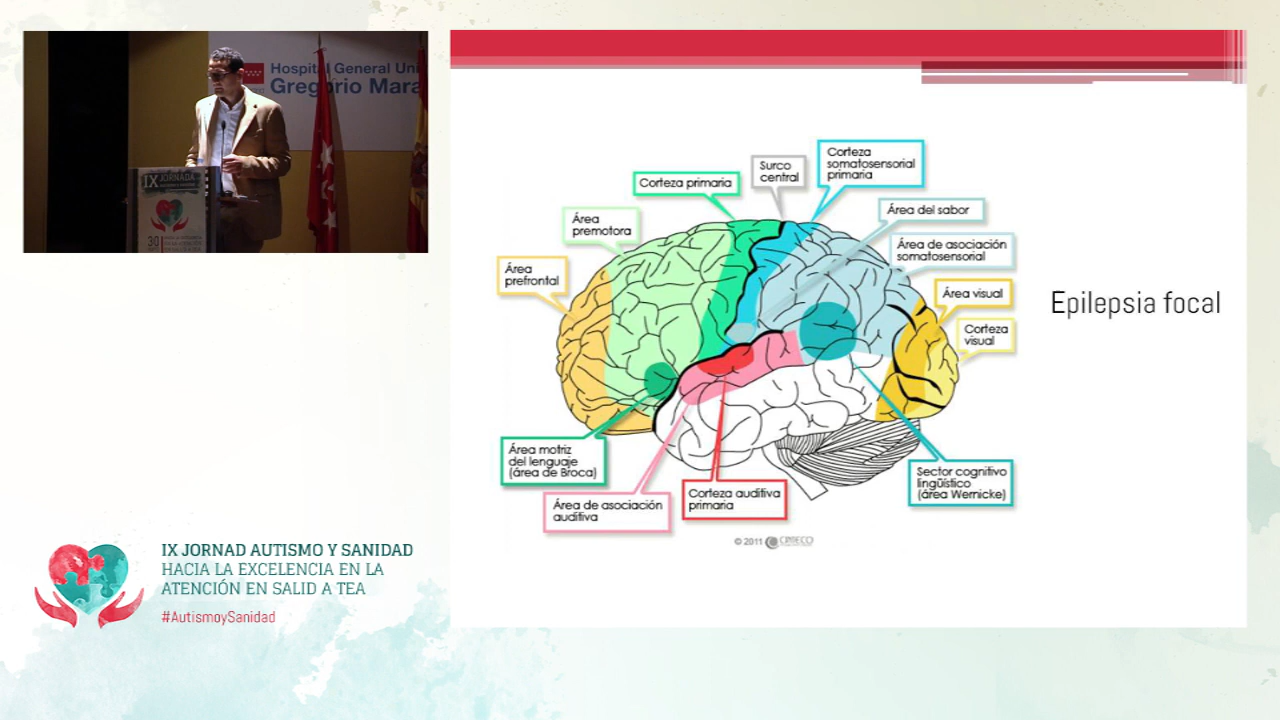 Hospital General Uni
Gregorio Mara
IX JORNADA
30
Epilepsia focal
Corteza primaria
Surco
central
Corteza
somatosensorial
primaria
Área
premotora
Área del sabor
Área
prefrontal
Área de asociación
somatosensorial
Área visual
Corteza
visual
Área motriz
del lenguaje
(área de Broca)
Área de asociación
auditiva
Corteza auditiva
primaria
Sector cognitivo
lingüístico
(área Wernicke)
© 2011
IX JORNAD AUTISMO Y SANIDAD
HACIA LA EXCELENCIA EN LA
ATENCIÓN EN SALID A TEA
#AutismoySanidad